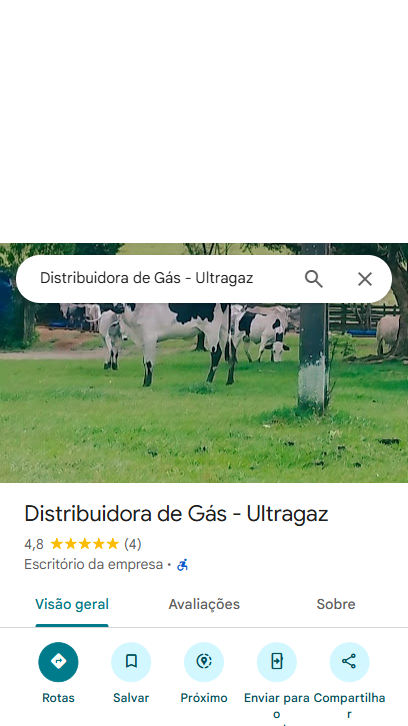 Distribuidora de Gás - Ultragaz
Distribuidora de Gás - Ultragaz
4,8 (4)
Escritório da empresa ·
Visão geral Avaliações Sobre
Rotas Salvar Próximo Enviar para Compartilha
o r